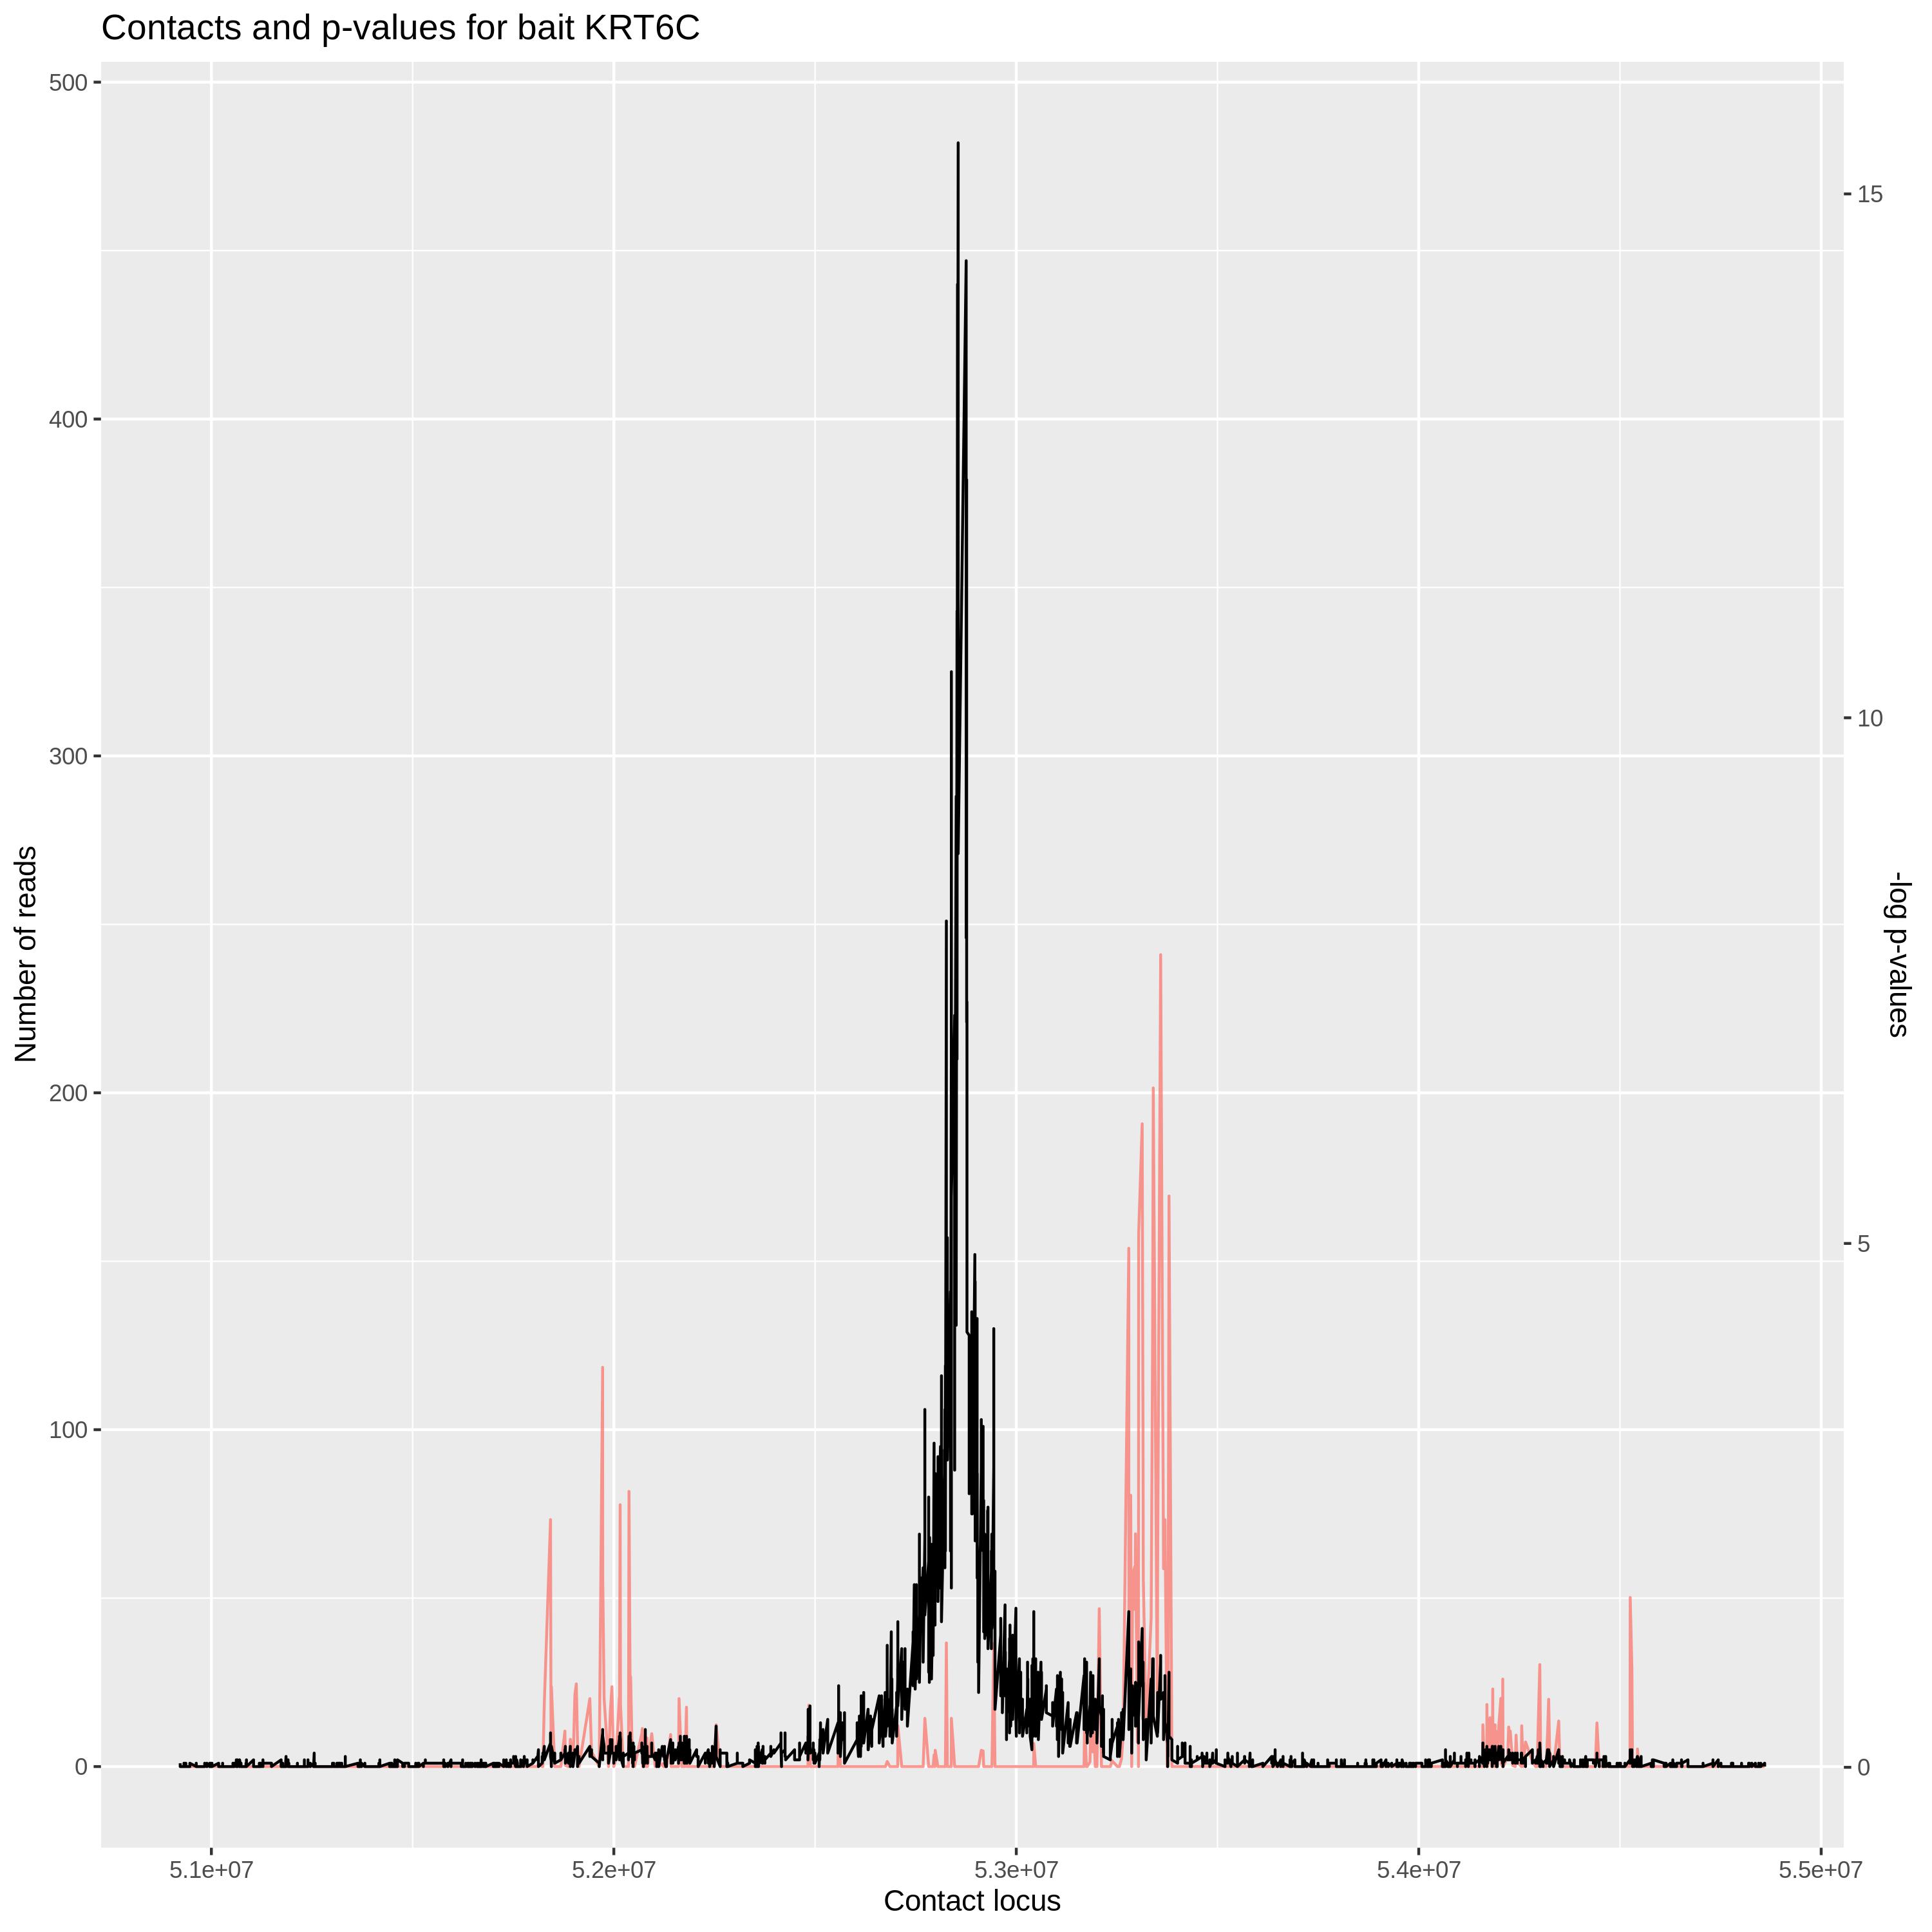 Contacts and p-values for bait KRT6C
500
400
300
200
100
0
Number of reads
15
10
5
0
-log p-values
5.1e+07
5.2e+07
5.3e+07
5.4e+07
5.5e+07
Contact locus